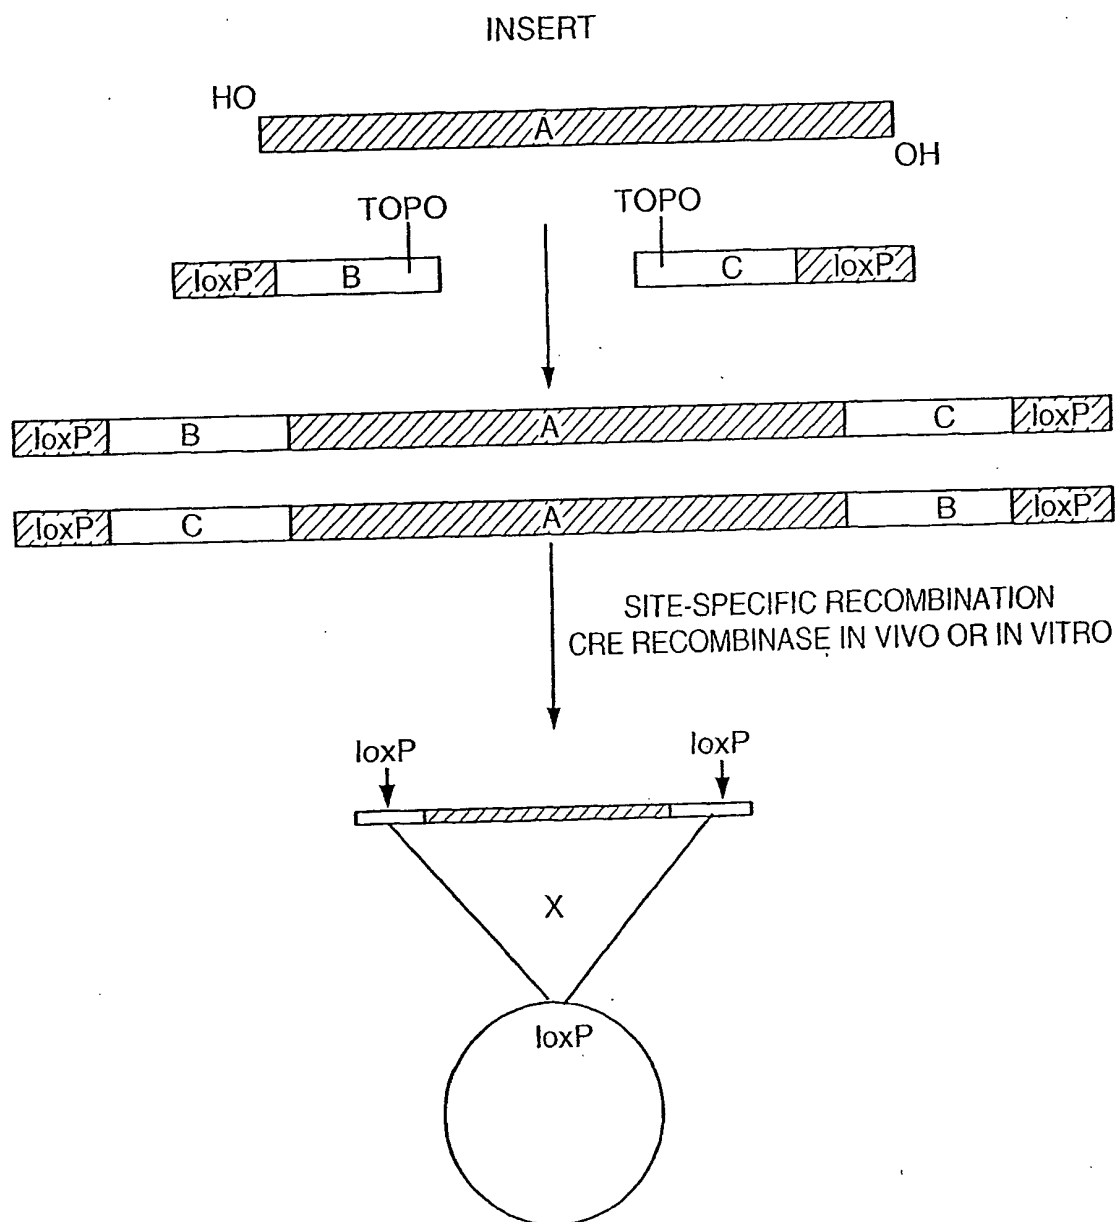 INSERT
HO
A
OH
TOPO
TOPO
loxP B
C loxP
loxP B A C loxP
loxP C A B loxP
SITE-SPECIFIC RECOMBINATION
CRE RECOMBINASE IN VIVO OR IN VITRO
loxP
loxP
X
loxP